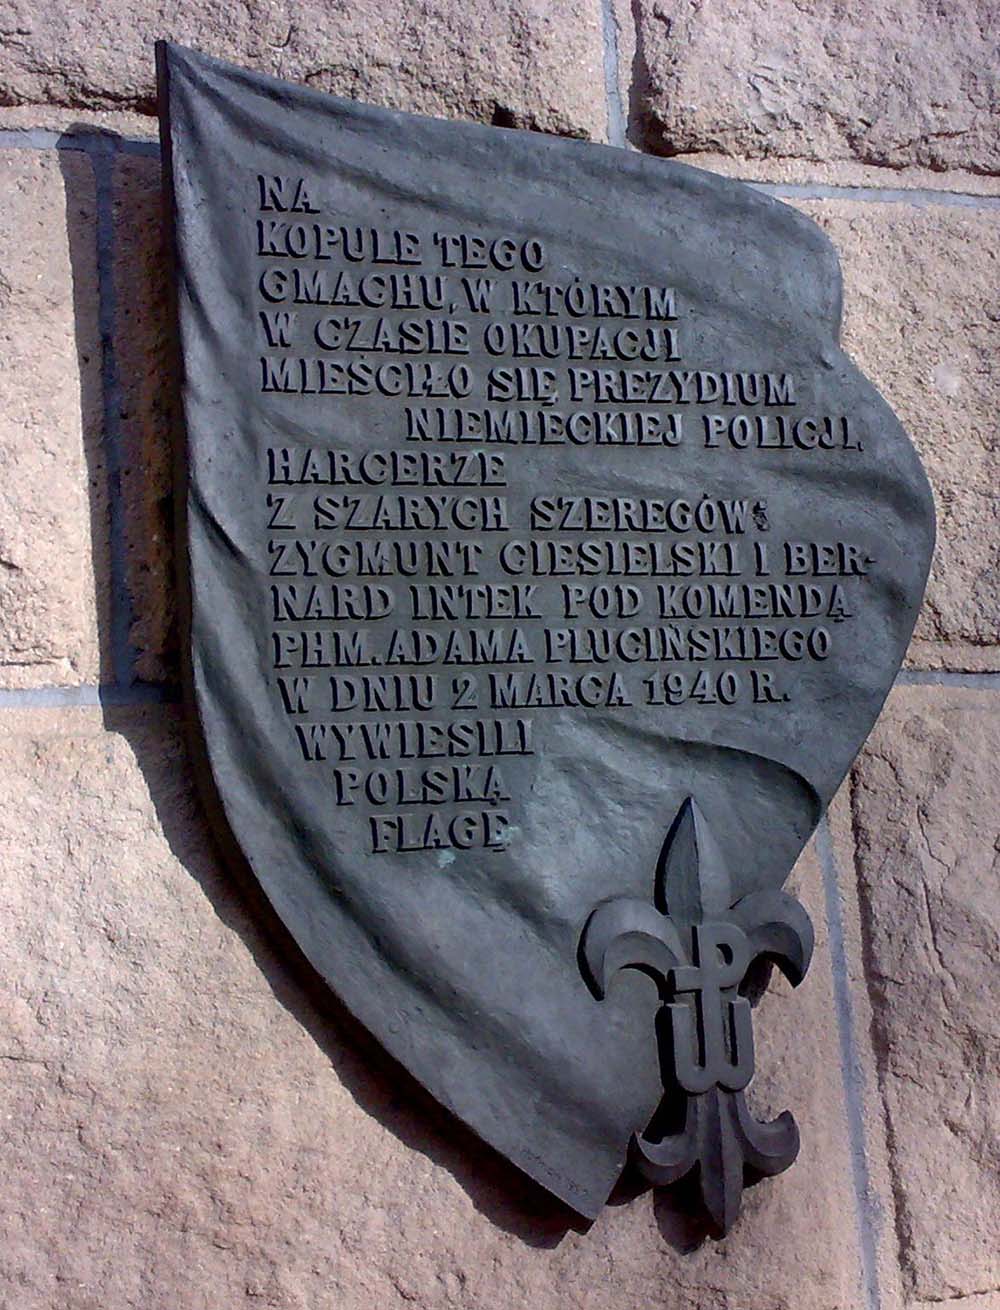 NA
KOPULE TEGO
GMACHU, W KTÓRYM
W CZASIE OKUPACJI
MIEŚCIŁO SIĘ PREZYDIUM
NIEMIECKIEJ POLICJI.
HARCERZE
Z SZARYCH SZEREGÓW:
ZYGMUNT CIESIELSKI I BER-
NARD INTEK POD KOMENDĄ
PHM. ADAMA PLUCIŃSKIEGO
W DNIU 2 MARCA 1940 R.
WYWIESILI
POLSKĄ
FLAGĘ
PW